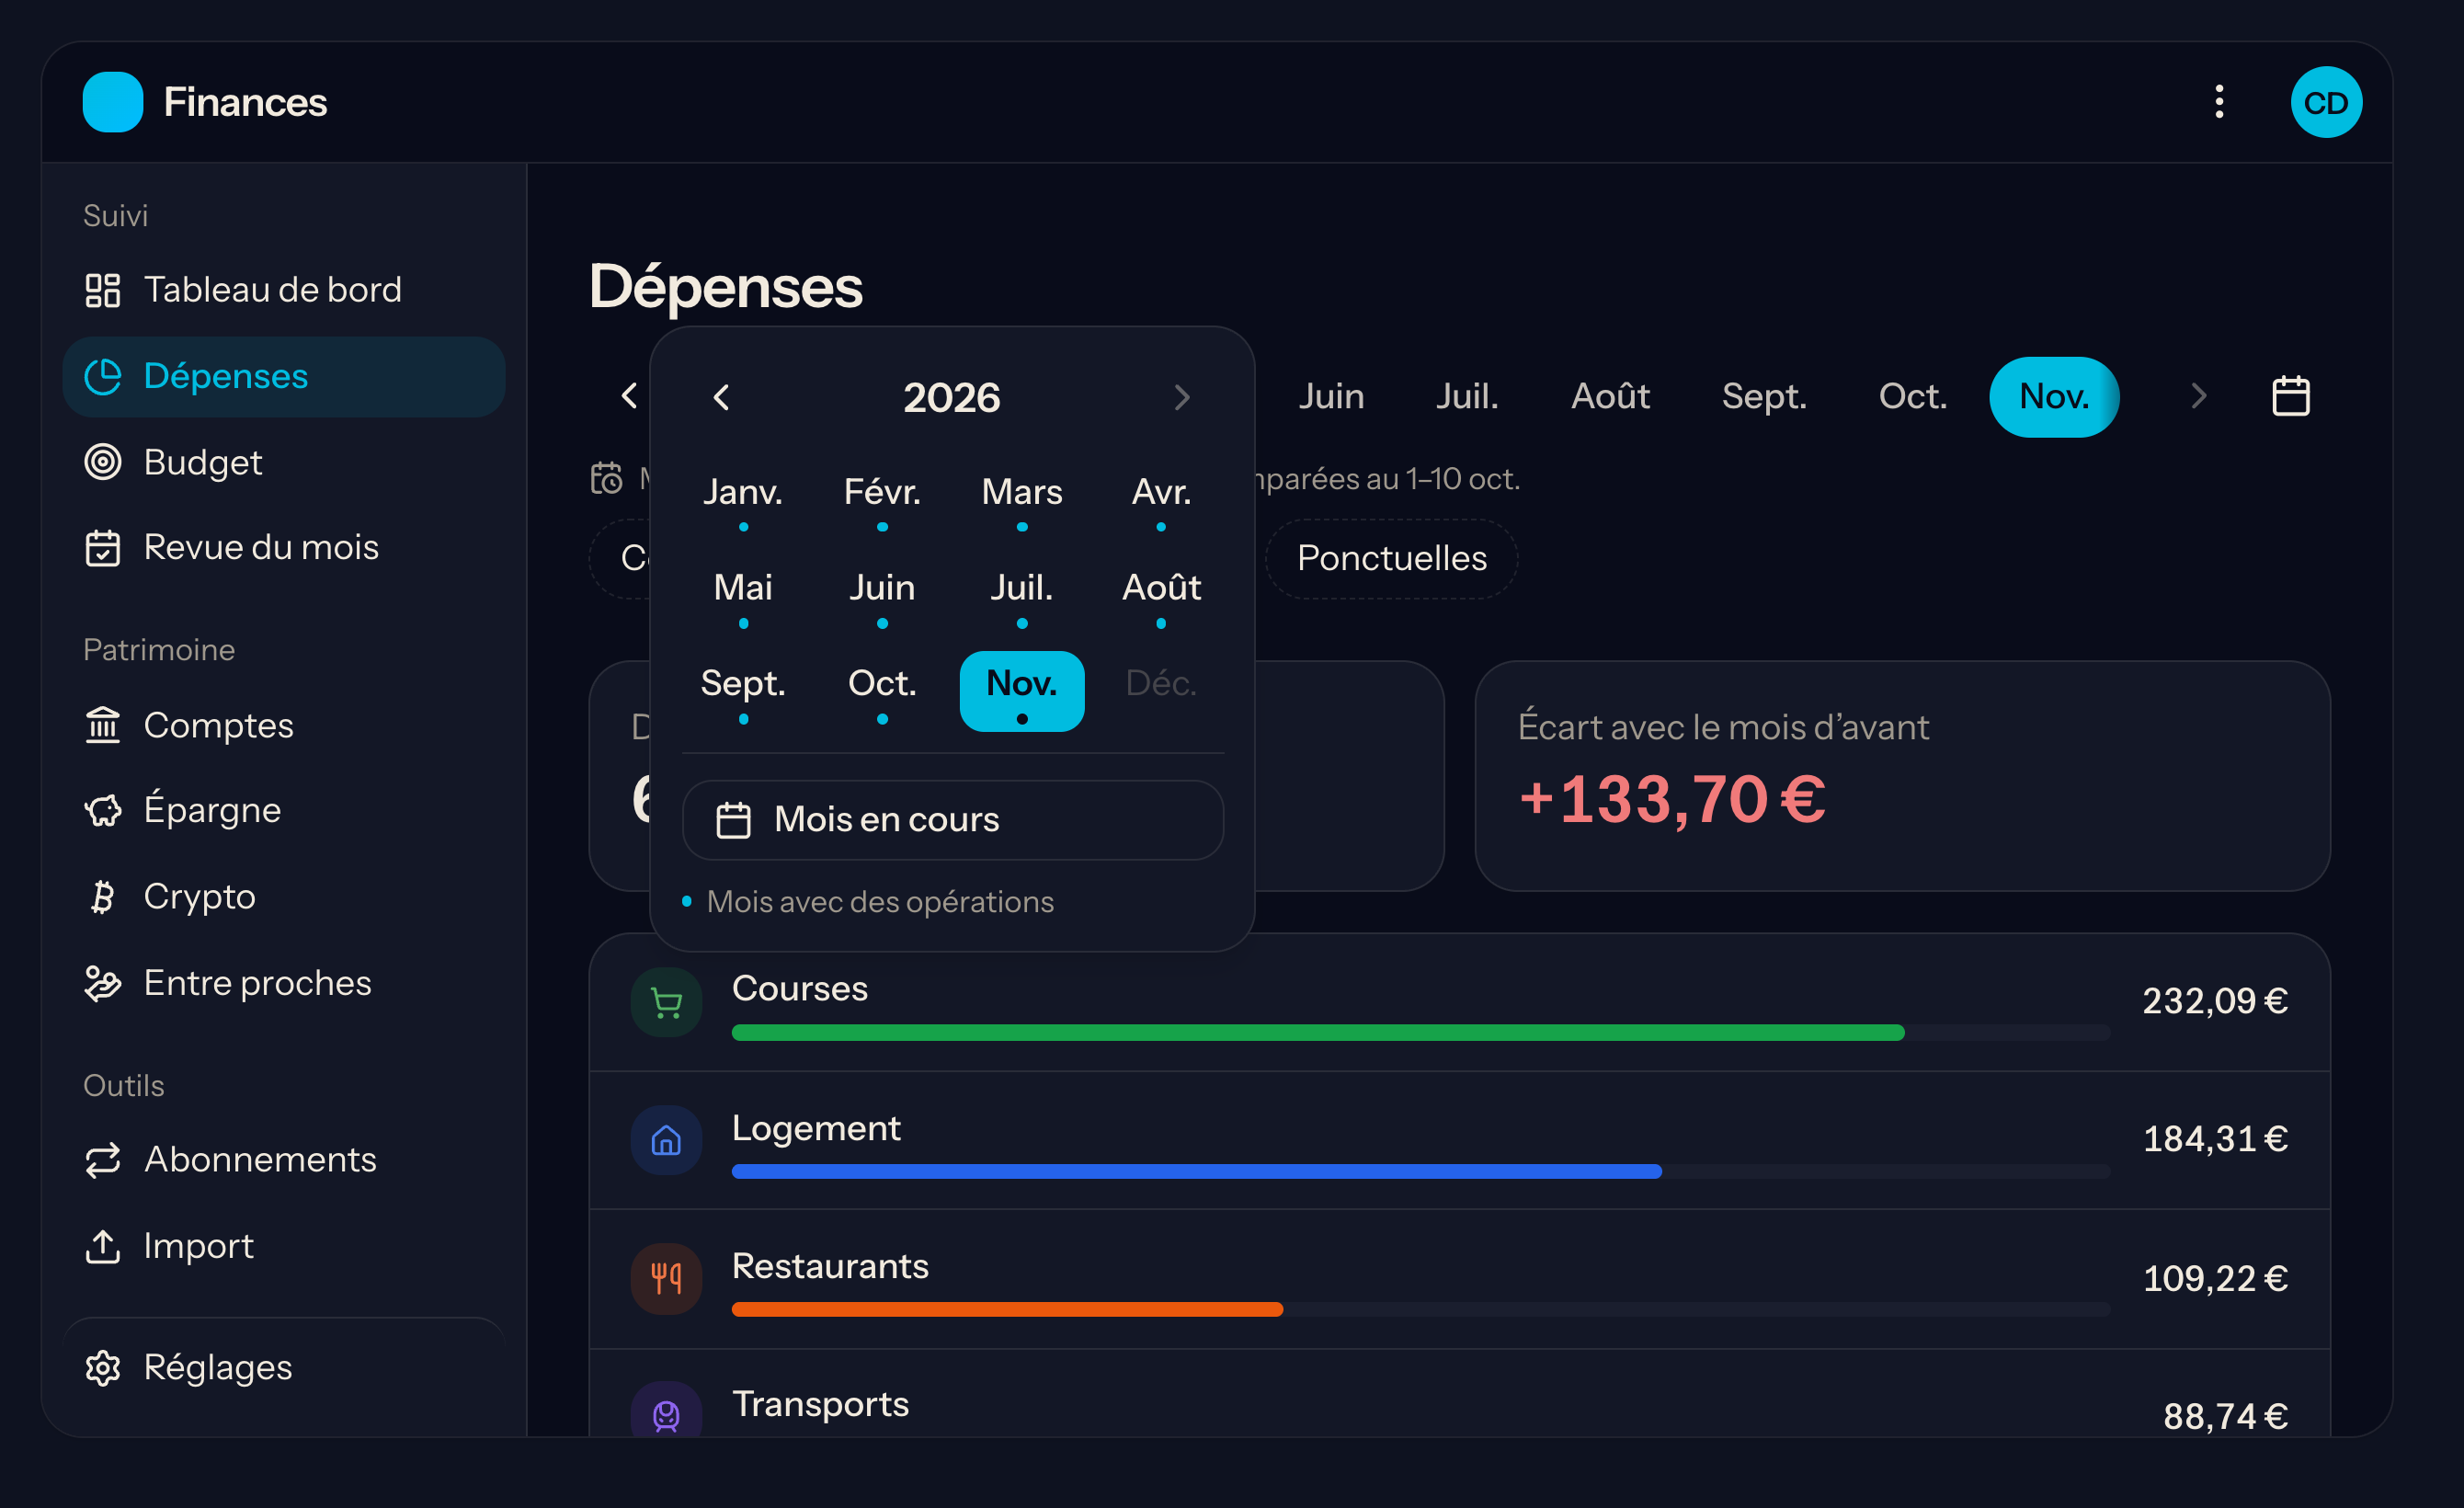 Finances
CD
Suivi
Tableau de bord
Dépenses
Budget
Revue du mois
Patrimoine
Comptes
Épargne
Crypto
Entre proches
Outils
Abonnements
Import
Réglages
Dépenses
Juin Juil. Août Sept. Oct. Nov.
au 1–10 oct.
Ponctuelles
2026
Janv. Févr. Mars Avr.
Mai Juin Juil. Août
Sept. Oct. Nov. Déc.
Mois en cours
Mois avec des opérations
Écart avec le mois d’avant
+133,70 €
Courses
232,09 €
Logement
184,31 €
Restaurants
109,22 €
Transports
88,74 €